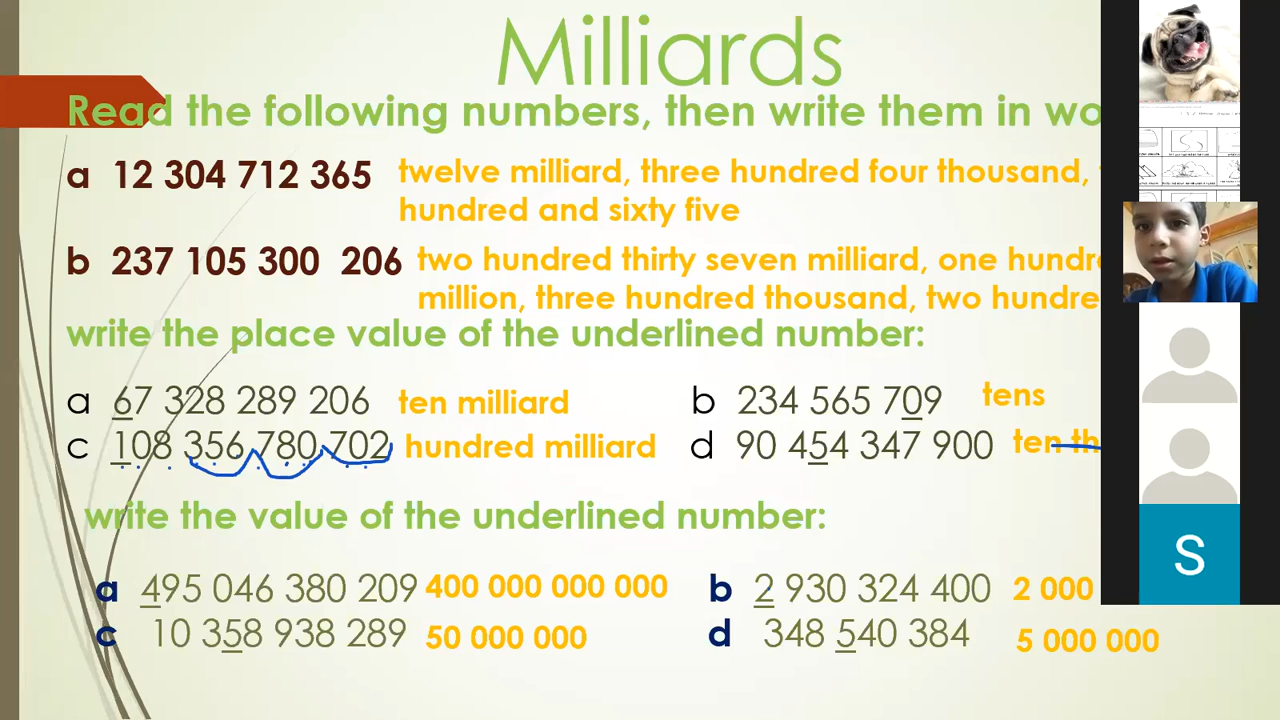 Milliards
Read the following numbers, then write them in
a 12 304 712 365 twelve milliard, three hundred four thousand,
hundred and sixty five
b 237 105 300 206 two hundred thirty seven milliard, one
million, three hundred thousand, two
write the place value of the underlined number:
a 67 328 289 206 ten milliard b 234 565 709 tens
c 108 356 780 702 hundred milliard d 90 454 347 900 ten
write the value of the underlined number:
a 495 046 380 209 400 000 000 000 b 2 930 324 400 2 000
c 10 358 938 289 50 000 000 d 348 540 384 5 000 000
S